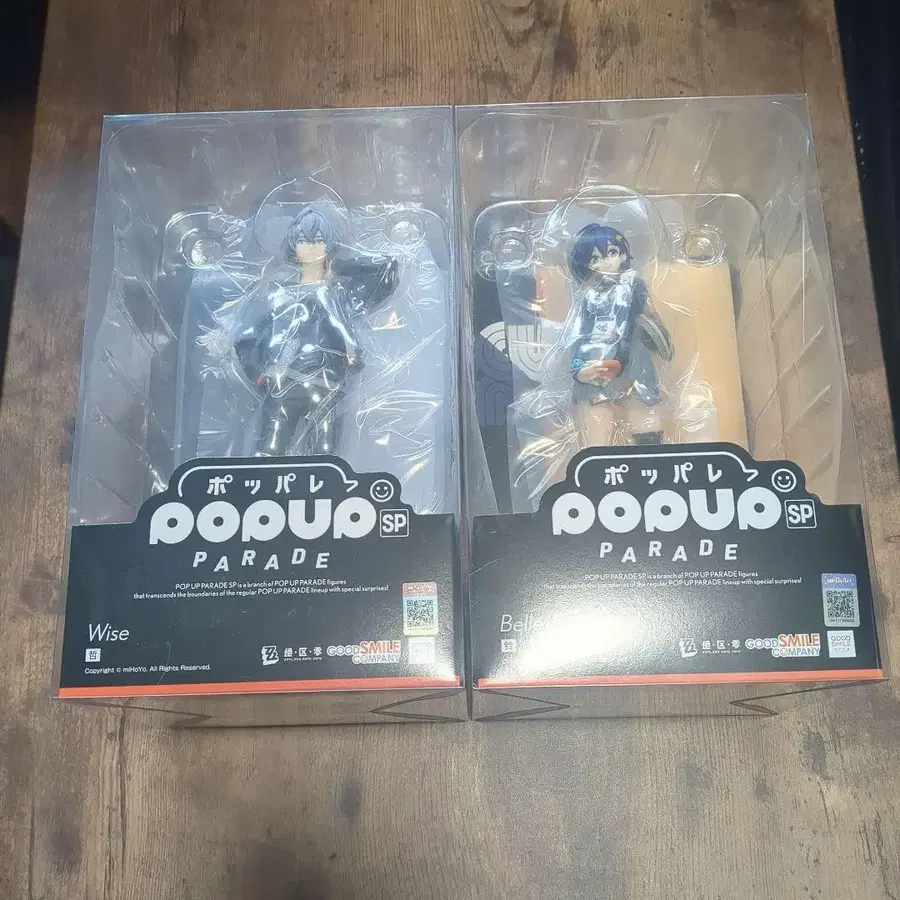 ポッパレ
POPUP SP
PARADE
POP UP PARADE SP is a branch of POP UP PARADE figures
that transcends the boundaries of the regular POP UP PARADE lineup with special surprises!
Wise
哲
绝区零
GOOD SMILE
COMPANY
Copyright © miHoYo. All Rights Reserved.
ポッパレ
POPUP SP
PARADE
POP UP PARADE SP is a branch of POP UP PARADE figures
that transcends the boundaries of the regular POP UP PARADE lineup with special surprises!
Belle
铃
绝区零
GOOD SMILE
COMPANY
GOOD
SMILE